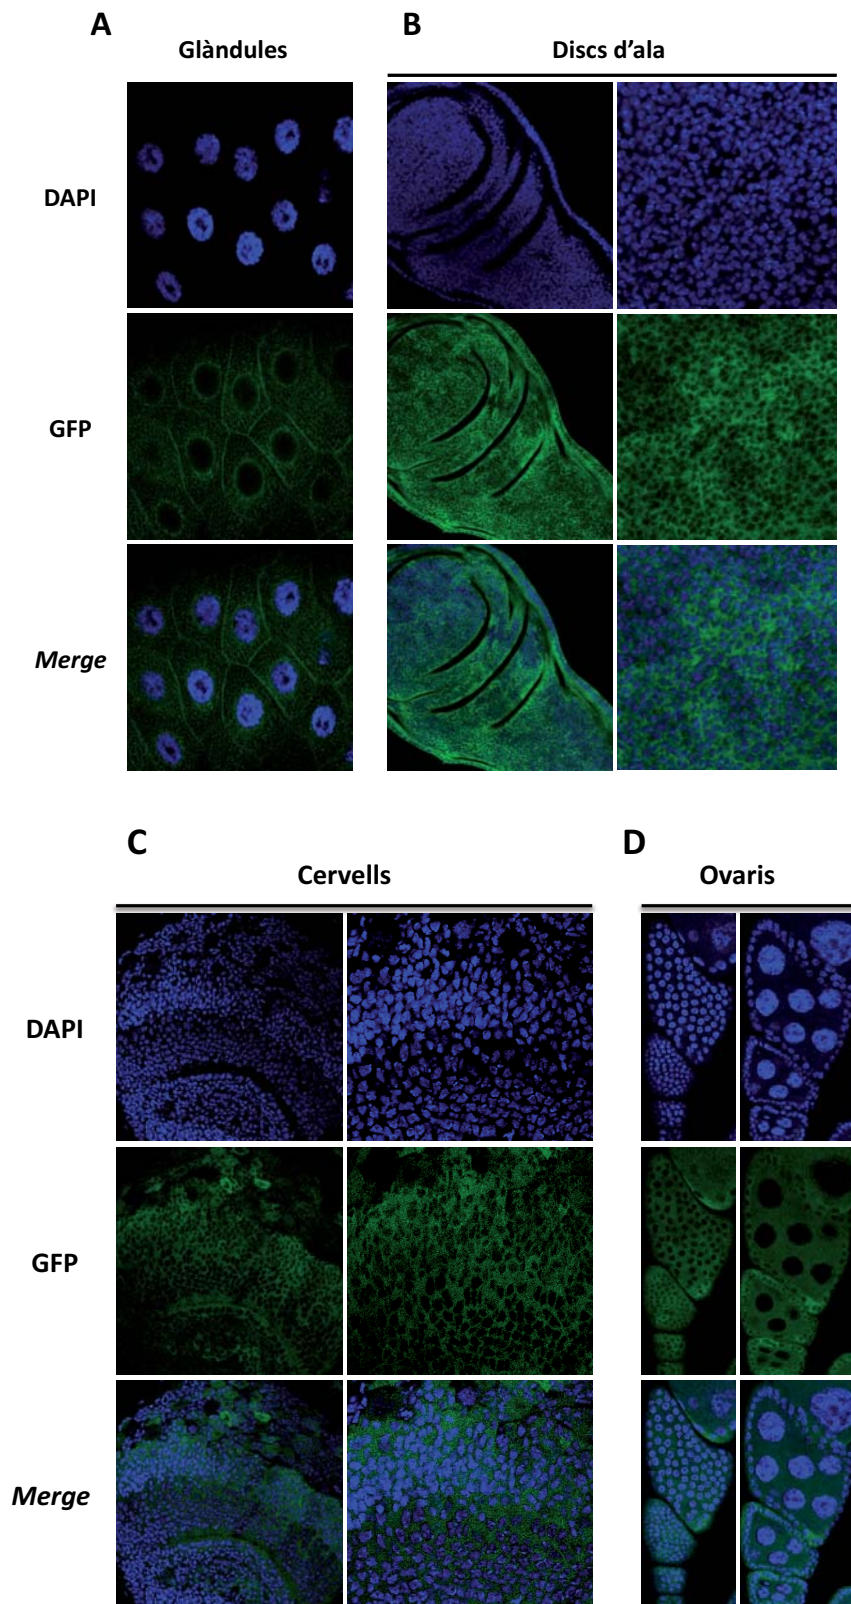 A
B
Glàndules
Discs d’ala
DAPI
GFP
Merge
C
D
Cervells
Ovaris
DAPI
GFP
Merge